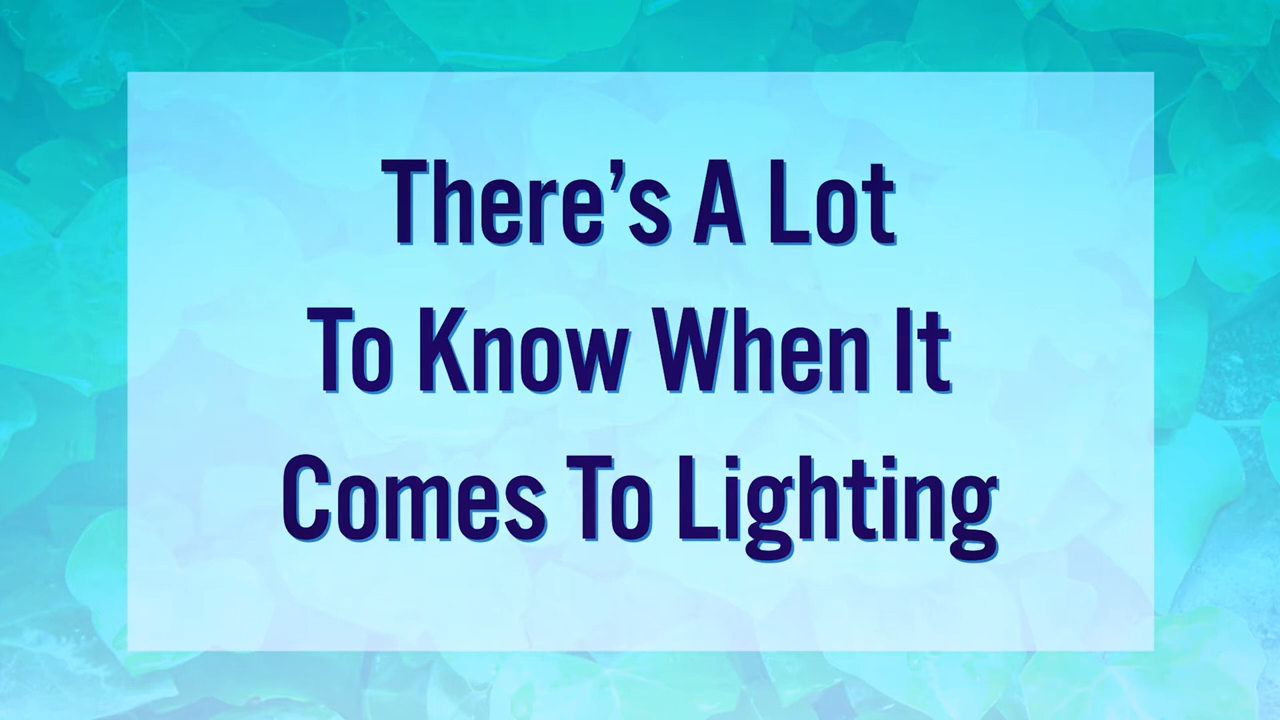 There’s A Lot
To Know When It
Comes To Lighting